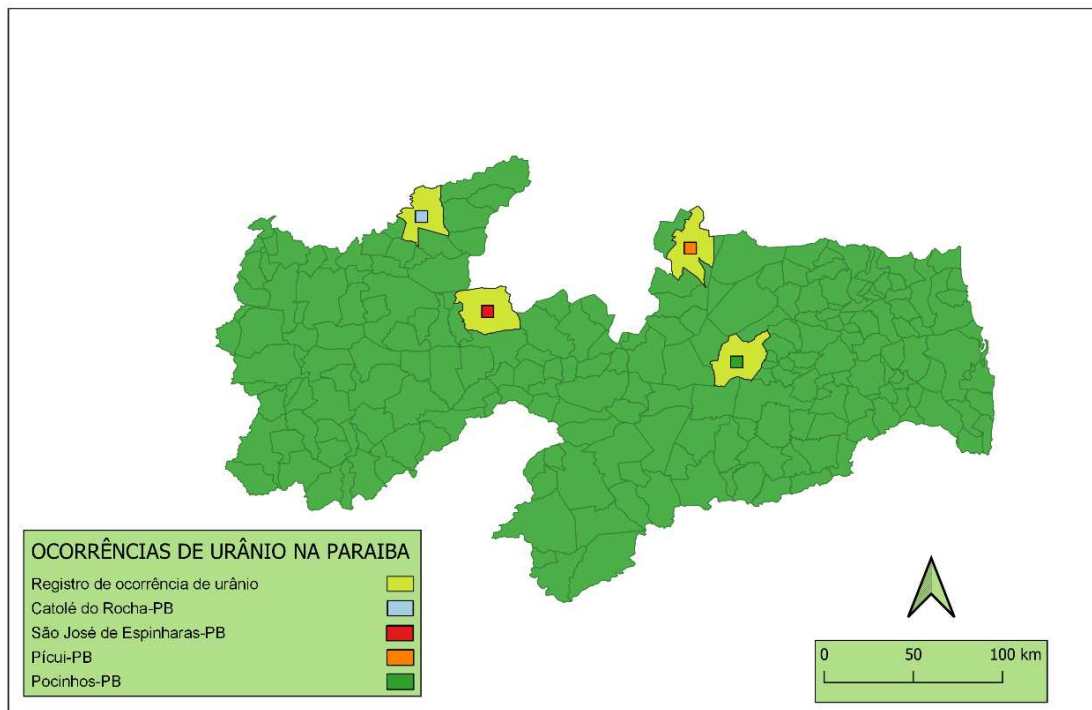 OCORRÊNCIAS DE URÂNIO NA PARAIBA
Registro de ocorrência de urânio
Catolé do Rocha-PB
São José de Espinharas-PB
Pícui-PB
Pocinhos-PB
0 50 100 km